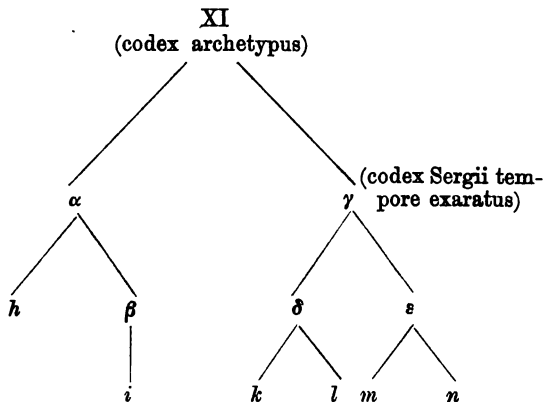 XI
(codex archetypus)
(codex Sergii tem-
α γ pore exaratus)
h β δ ε
i k l m n